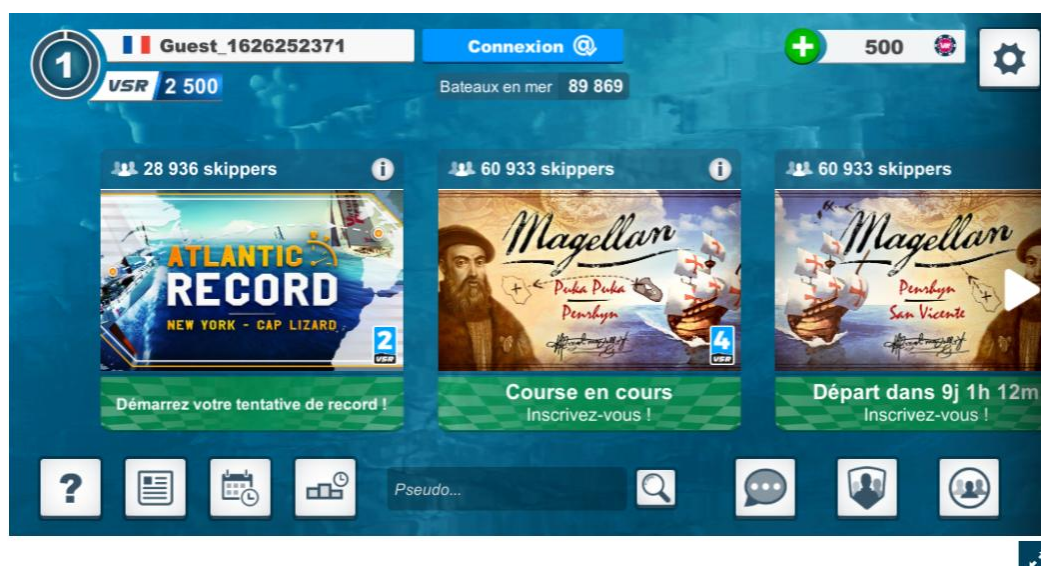 1
Guest_1626252371
Connexion @
500
VSR 2 500
Bateaux en mer 89 869
28 936 skippers
i
60 933 skippers
i
60 933 skippers
ATLANTIC
RECORD
NEW YORK - CAP LIZARD
2
VSR
Démarrez votre tentative de record !
Magellan
Puka Puka
Penrhyn
4
VSR
Course en cours
Inscrivez-vous !
Magellan
Penrhyn
San Vicente
Départ dans 9j 1h 12m
Inscrivez-vous !
?
Pseudo...